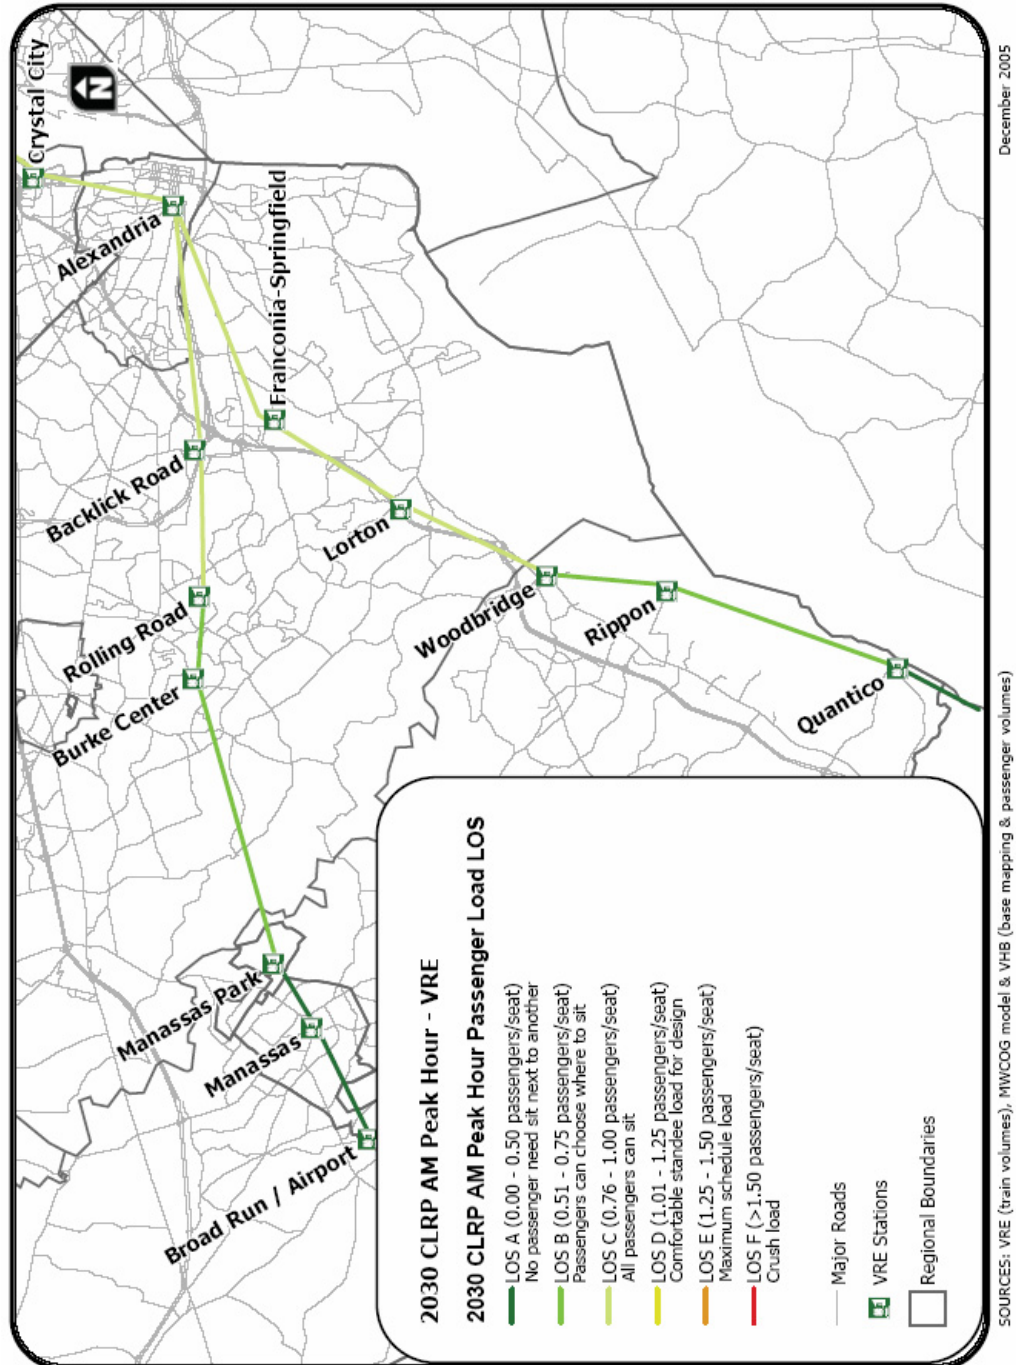 Crystal City
N
Alexandria
Franconia-Springfield
Backlick Road
Lorton
Rolling Road
Woodbridge
Burke Center
Rippon
Quantico
Manassas Park
Manassas
Broad Run / Airport
2030 CLRP AM Peak Hour - VRE
2030 CLRP AM Peak Hour Passenger Load LOS
LOS A (0.00 - 0.50 passengers/seat)
No passenger need sit next to another
LOS B (0.51 - 0.75 passengers/seat)
Passengers can choose where to sit
LOS C (0.76 - 1.00 passengers/seat)
All passengers can sit
LOS D (1.01 - 1.25 passengers/seat)
Comfortable standee load for design
LOS E (1.25 - 1.50 passengers/seat)
Maximum schedule load
LOS F (>1.50 passengers/seat)
Crush load
Major Roads
VRE Stations
Regional Boundaries
SOURCES: VRE (train volumes), MWCOG model & VHB (base mapping & passenger volumes)
December 2005